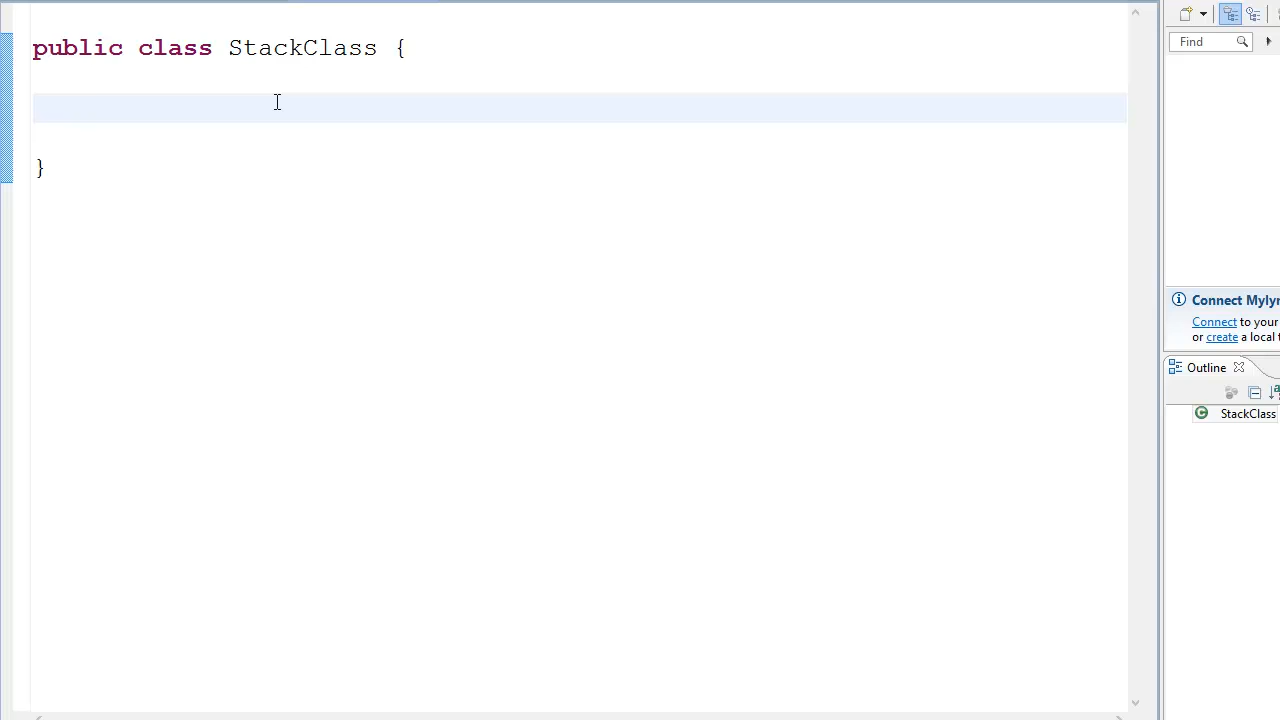 public class StackClass {
}
Find
Connect Mylyn
Connect to your
or create a local t
Outline
StackClass